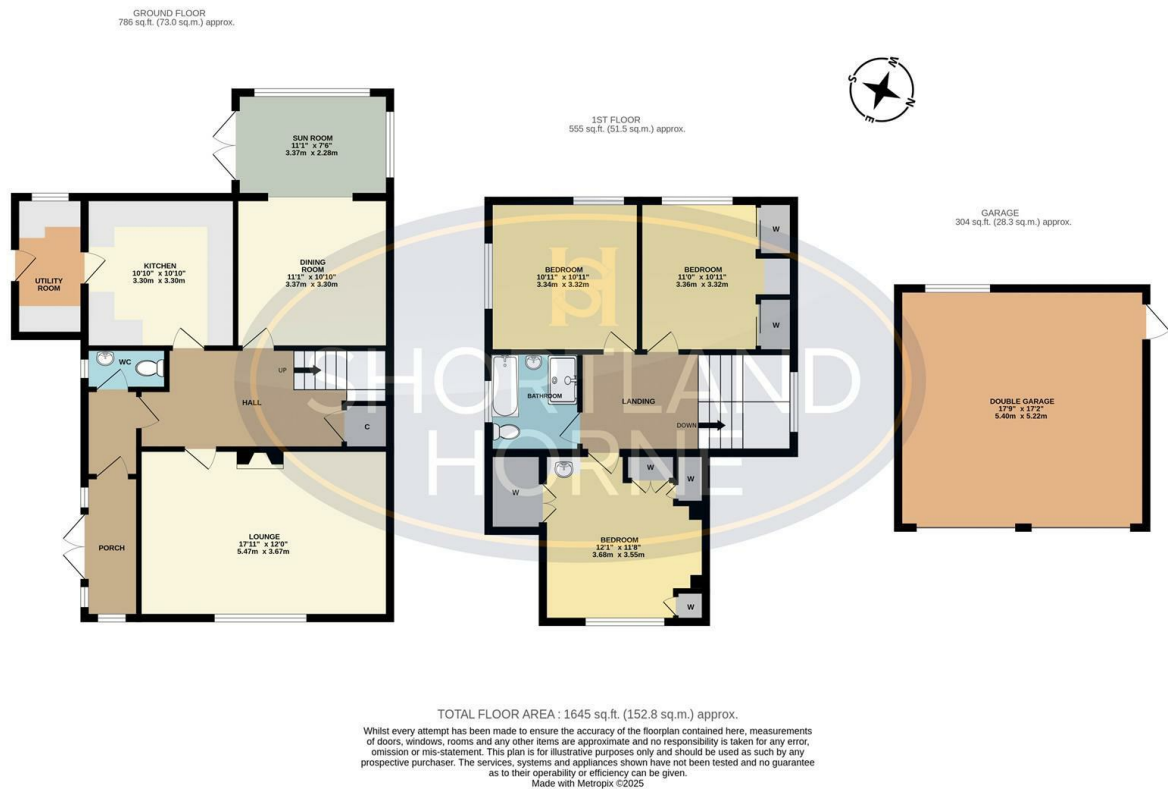 GROUND FLOOR
786 sq.ft. (73.0 sq.m.) approx.
SUN ROOM
11'1" x 7'6"
3.37m x 2.28m
KITCHEN
10'10" x 10'10"
3.30m x 3.30m
DINING
ROOM
11'1" x 10'10"
3.37m x 3.30m
UTILITY
ROOM
WC
UP
HALL
C
LOUNGE
17'11" x 12'0"
5.47m x 3.67m
PORCH
1ST FLOOR
555 sq.ft. (51.5 sq.m.) approx.
BEDROOM
10'11" x 10'11"
3.34m x 3.32m
BEDROOM
11'0" x 10'11"
3.36m x 3.32m
W
W
BATHROOM
LANDING
DOWN
W
W
W
BEDROOM
12'1" x 11'8"
3.68m x 3.55m
W
SHORTLAND
HORNE
W
S
N
E
GARAGE
304 sq.ft. (28.3 sq.m.) approx.
DOUBLE GARAGE
17'9" x 17'2"
5.40m x 5.22m
TOTAL FLOOR AREA : 1645 sq.ft. (152.8 sq.m.) approx.
Whilst every attempt has been made to ensure the accuracy of the floorplan contained here, measurements
of doors, windows, rooms and any other items are approximate and no responsibility is taken for any error,
omission or mis-statement. This plan is for illustrative purposes only and should be used as such by any
prospective purchaser. The services, systems and appliances shown have not been tested and no guarantee
as to their operability or efficiency can be given.
Made with Metropix ©2025